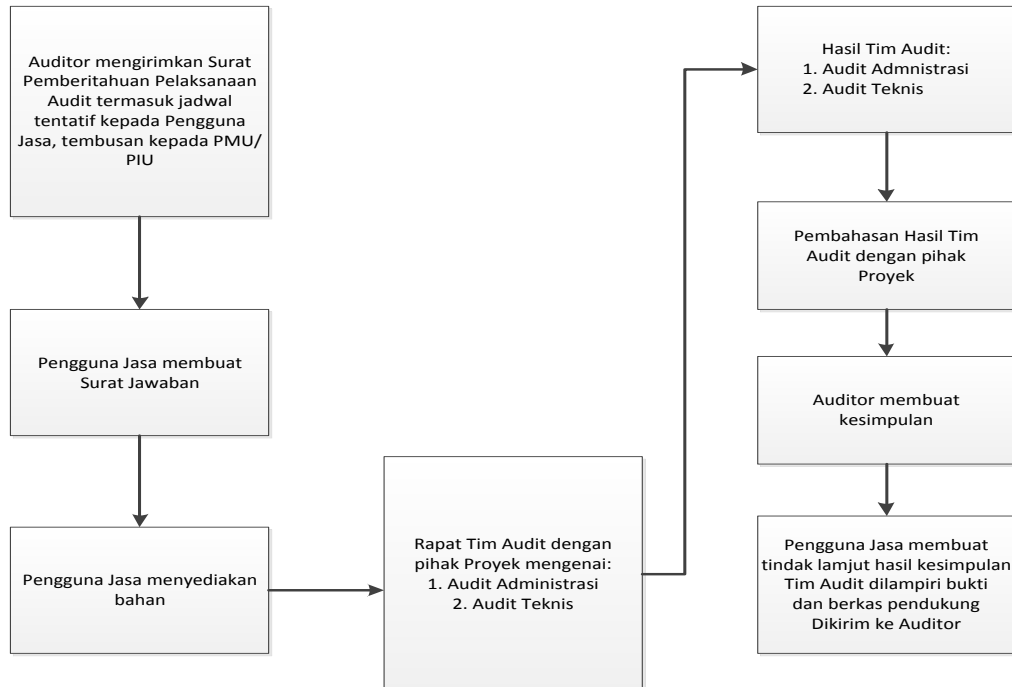 Auditor mengirimkan Surat
Pemberitahuan Pelaksanaan
Audit termasuk jadwal
tentatif kepada Pengguna
Jasa, tembusan kepada PMU/
PIU
Pengguna Jasa membuat
Surat Jawaban
Pengguna Jasa menyediakan
bahan
Rapat Tim Audit dengan
pihak Proyek mengenai:
1. Audit Administrasi
2. Audit Teknis
Hasil Tim Audit:
1. Audit Admnistrasi
2. Audit Teknis
Pembahasan Hasil Tim
Audit dengan pihak
Proyek
Auditor membuat
kesimpulan
Pengguna Jasa membuat
tindak lamjut hasil kesimpulan
Tim Audit dilampiri bukti
dan berkas pendukung
Dikirim ke Auditor